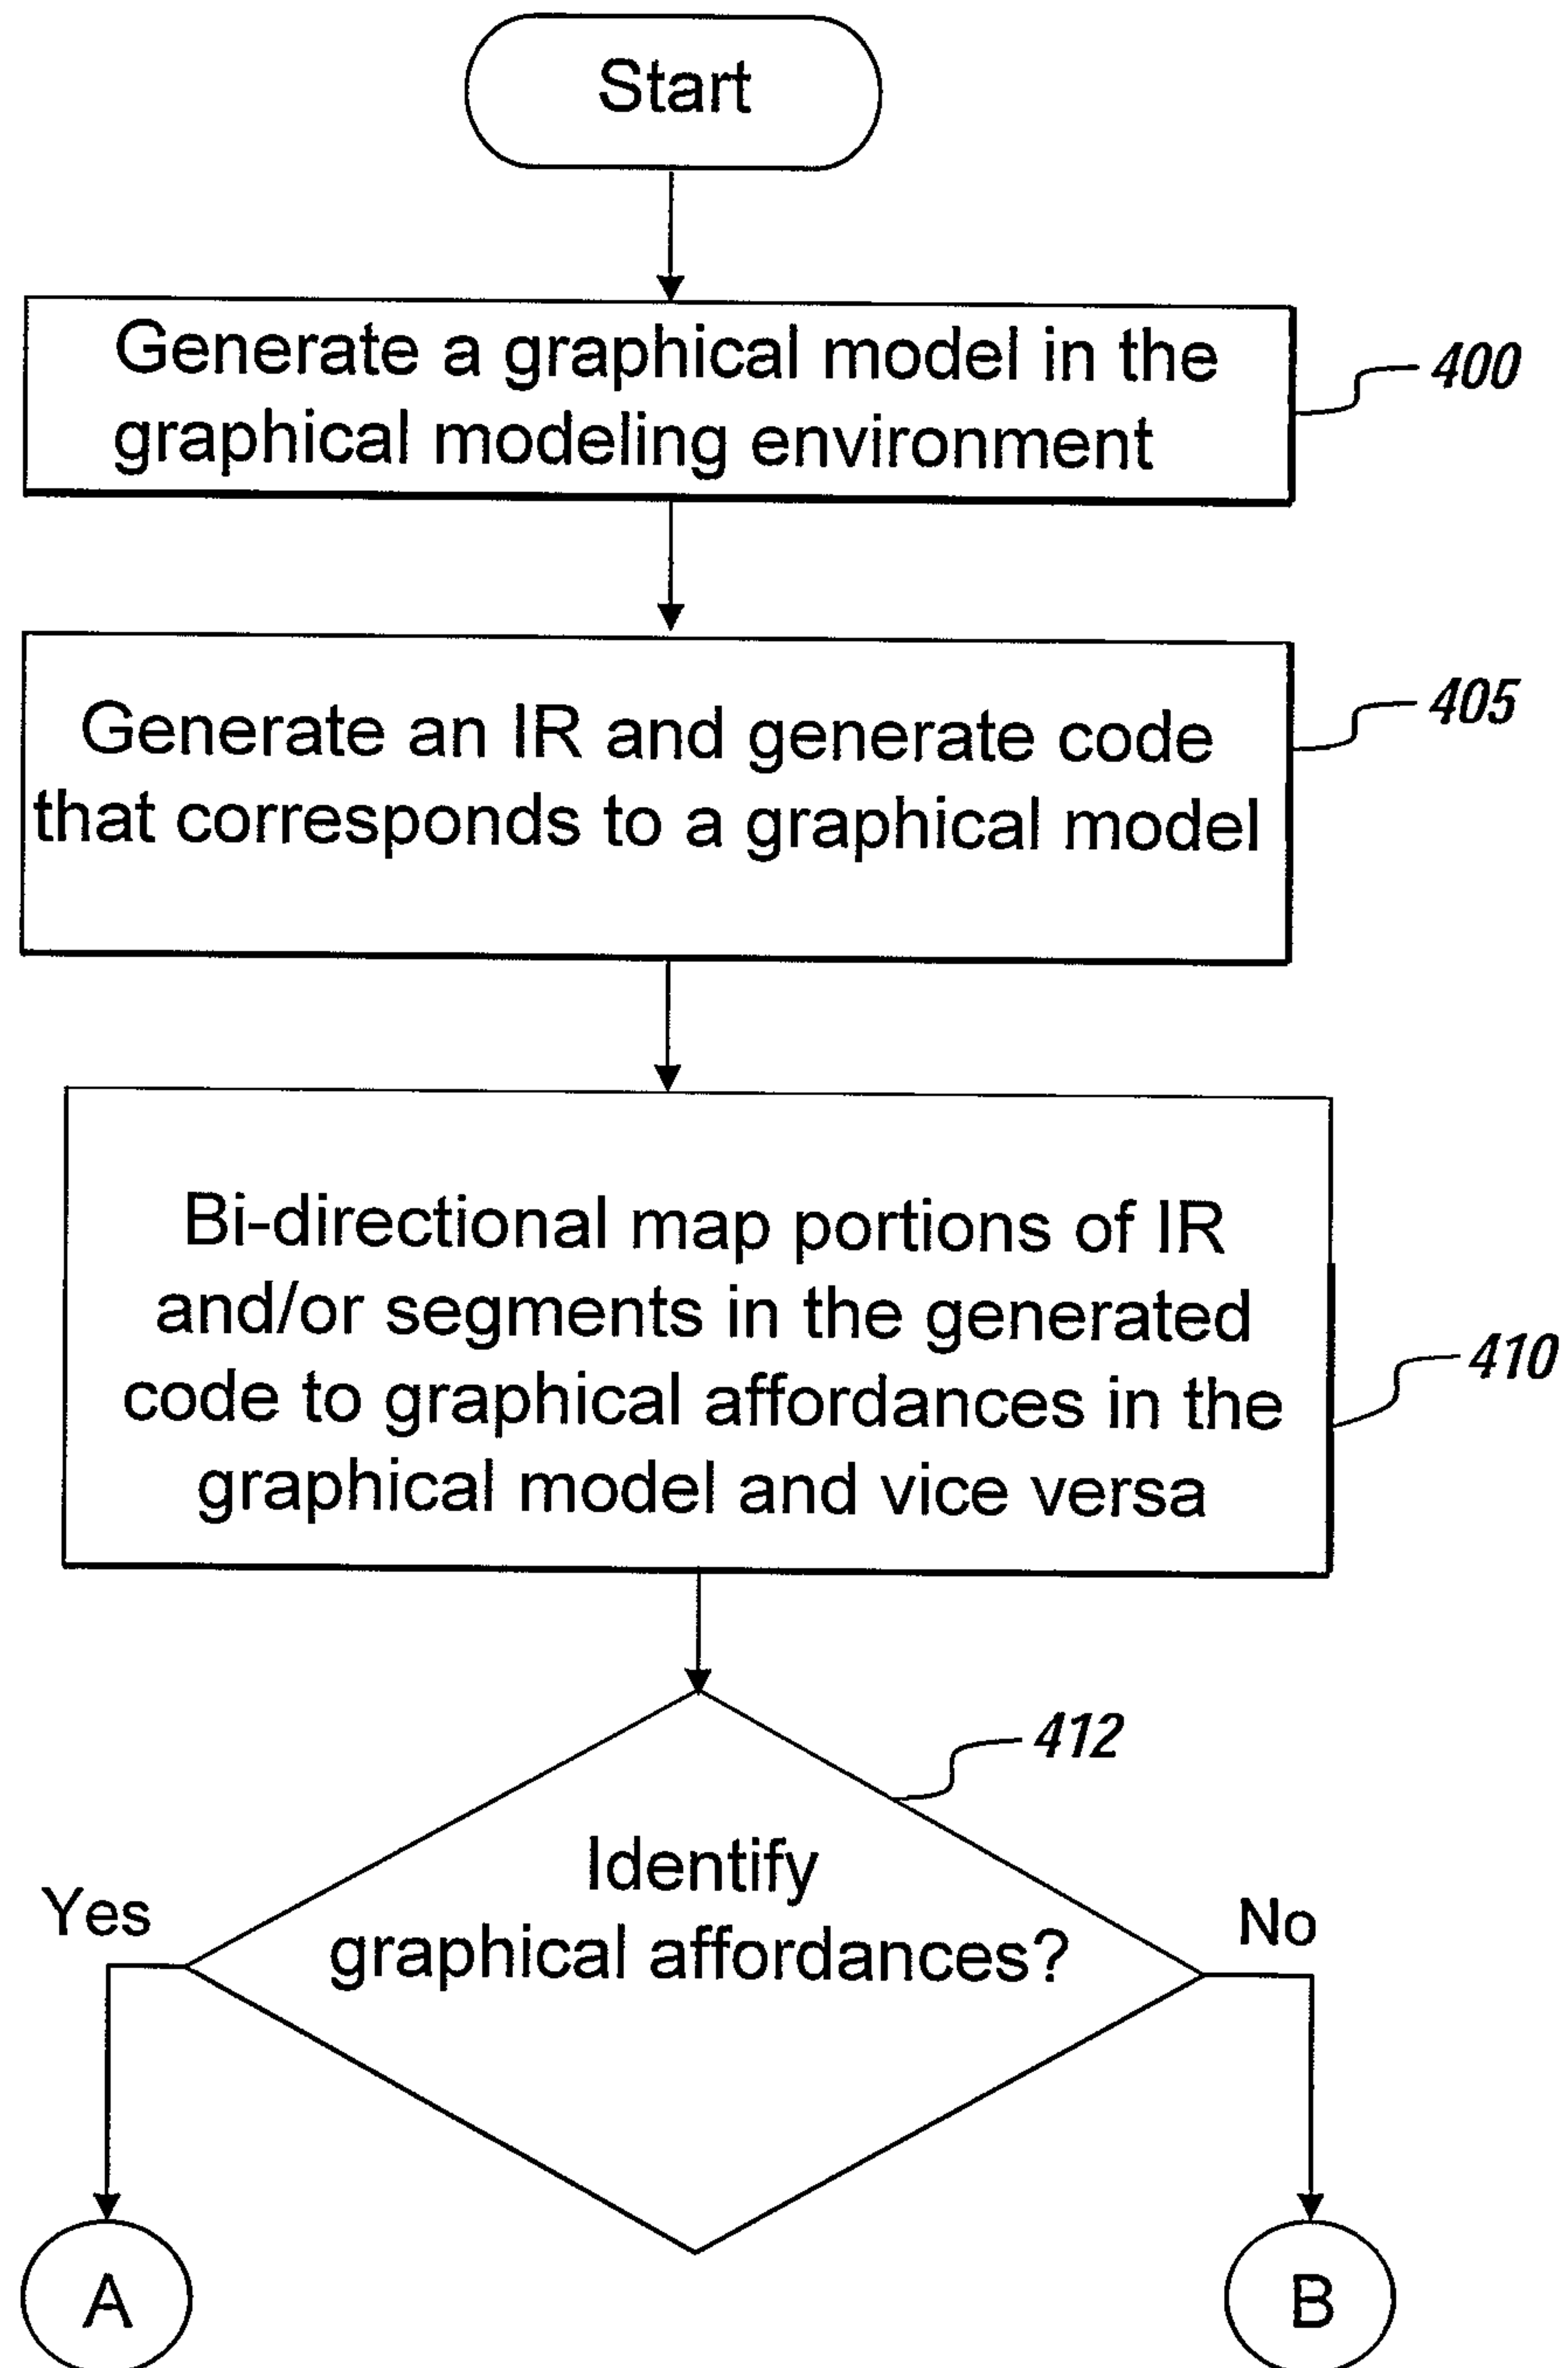 Start
Generate a graphical model in the
graphical modeling environment
400
Generate an IR and generate code
that corresponds to a graphical model
405
Bi-directional map portions of IR
and/or segments in the generated
code to graphical affordances in the
graphical model and vice versa
410
412
Identify
graphical affordances?
Yes
No
A
B